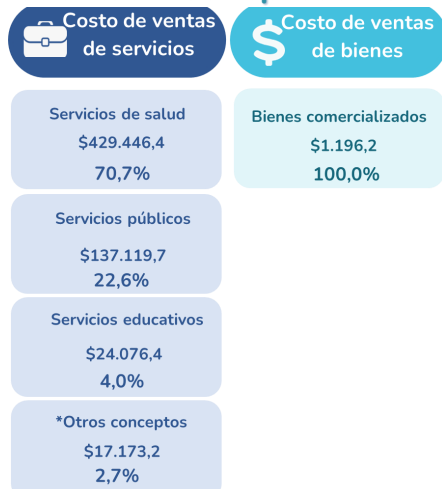 Costo de ventas
de servicios
Servicios de salud
$429.446,4
70,7%
Servicios públicos
$137.119,7
22,6%
Servicios educativos
$24.076,4
4,0%
*Otros conceptos
$17.173,2
2,7%
Costo de ventas
de bienes
Bienes comercializados
$1.196,2
100,0%